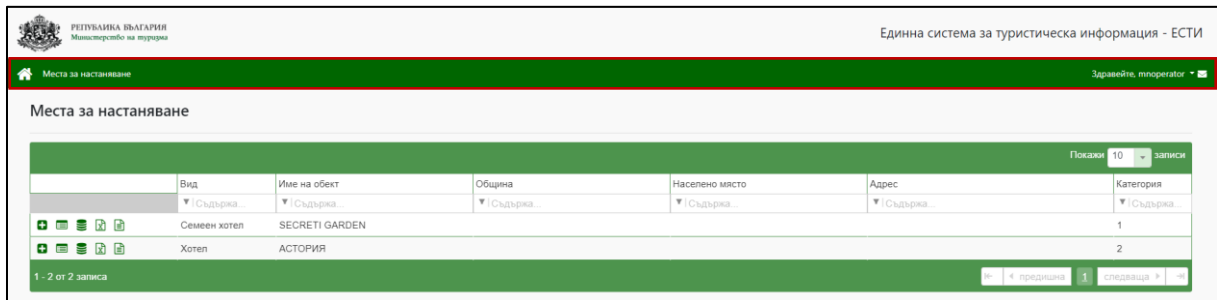 РЕПУБЛИКА БЪЛГАРИЯ
Министерство на туризма
Единна система за туристическа информация - ЕСТИ
Места за настаняване
Здравейте, mnoperator
Места за настаняване
Покажи 10 записи
Вид Име на обект Община Населено място Адрес Категория
Съдържа... Съдържа... Съдържа... Съдържа... Съдържа... Съдържа...
Семеен хотел SECRETI GARDEN 1
Хотел АСТОРИЯ 2
1 - 2 от 2 записа предишна 1 следваща